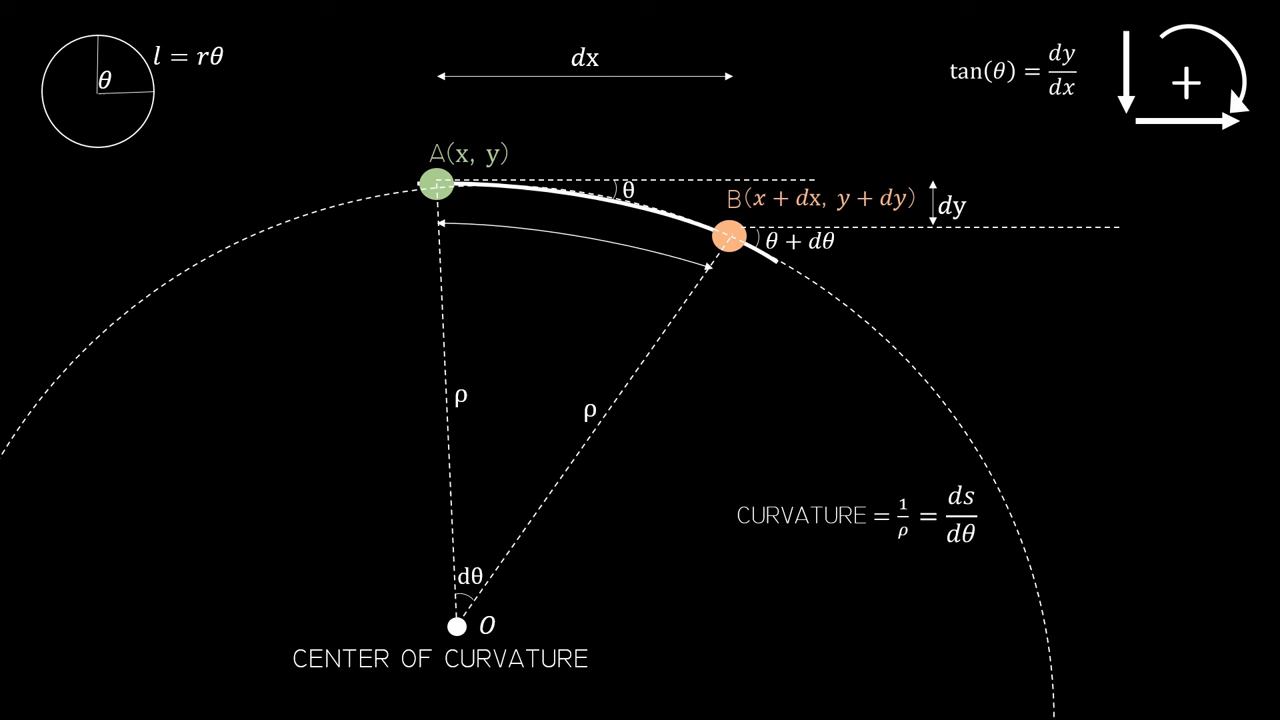 l = rθ
θ
dx
tan(θ) = dy/dx
+
A(x, y)
θ
B(x + dx, y + dy)
dy
θ + dθ
ρ
ρ
CURVATURE = 1/ρ = ds/dθ
dθ
O
CENTER OF CURVATURE